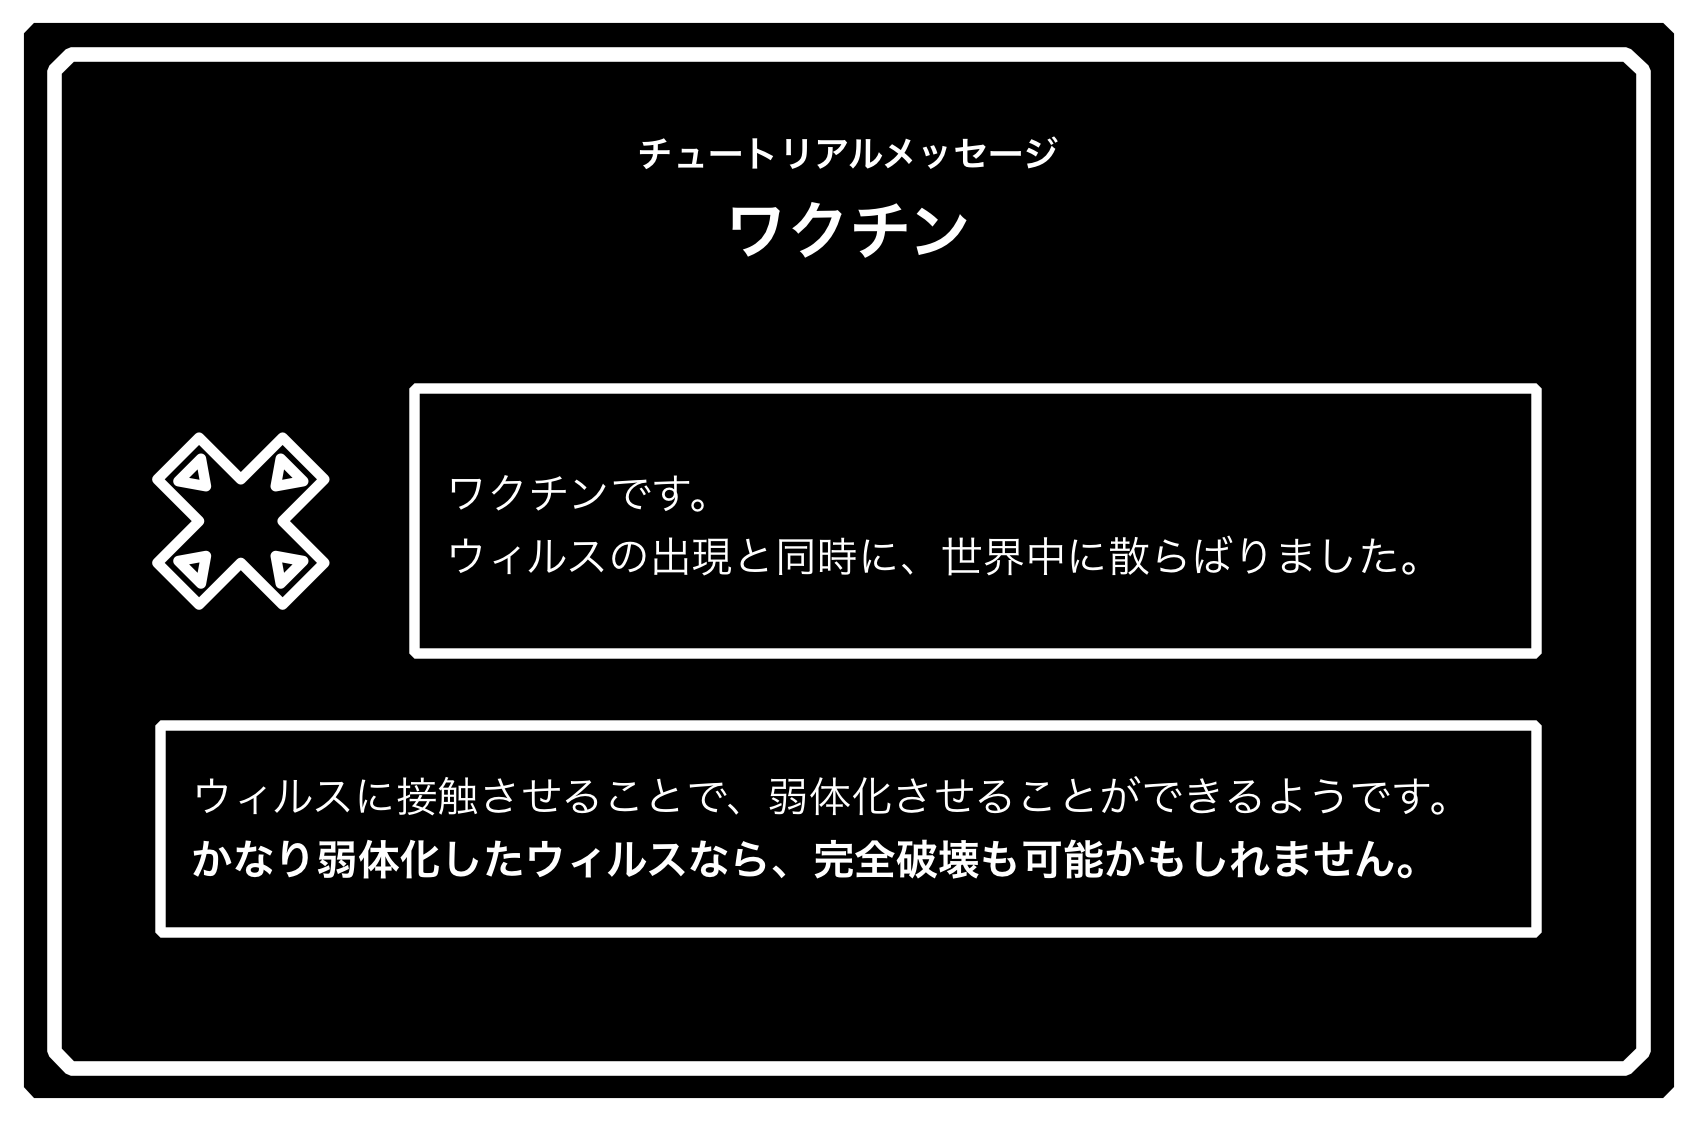 チュートリアルメッセージ
ワクチン
ワクチンです。
ウィルスの出現と同時に、世界中に散らばりました。
ウィルスに接触させることで、弱体化させることができるようです。
かなり弱体化したウィルスなら、完全破壊も可能かもしれません。